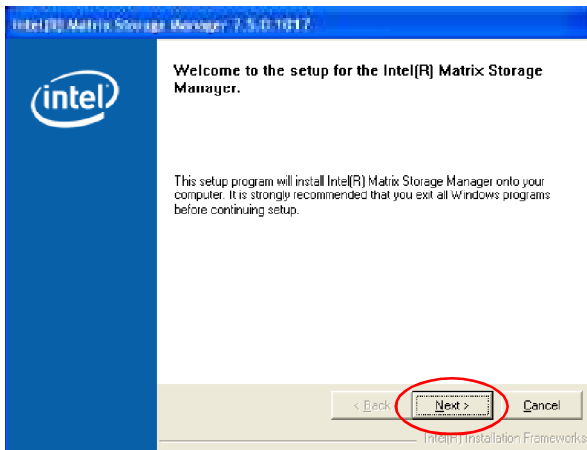 Intel(R) Matrix Storage Manager 7.5.0.1017
intel
Welcome to the setup for the Intel(R) Matrix Storage
Manager.
This setup program will install Intel(R) Matrix Storage Manager onto your
computer. It is strongly recommended that you exit all Windows programs
before continuing setup.
< Back
Next >
Cancel
Intel(R) Installation Frameworks